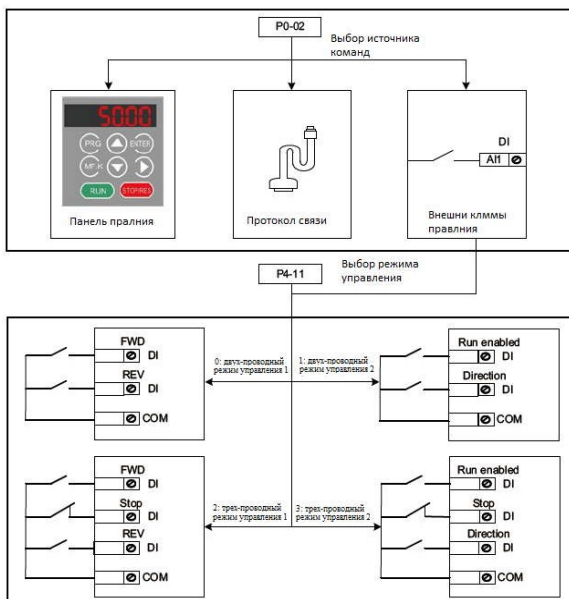 P0-02
Выбор источника
команд
5000
PRG
ENTER
MF.K
RUN
STOP/RES
DI
AI1
Панель пралния
Протокол связи
Внешни клммы
правлния
P4-11
Выбор режима
управления
FWD
DI
REV
DI
COM
0: двух-проводный
режим управления 1
1: двух-проводный
режим управления 2
Run enabled
DI
Direction
DI
COM
FWD
DI
Stop
DI
REV
DI
COM
2: трех-проводный
режим управления 1
3: трех-проводный
режим управления 2
Run enabled
DI
Stop
DI
Direction
DI
COM